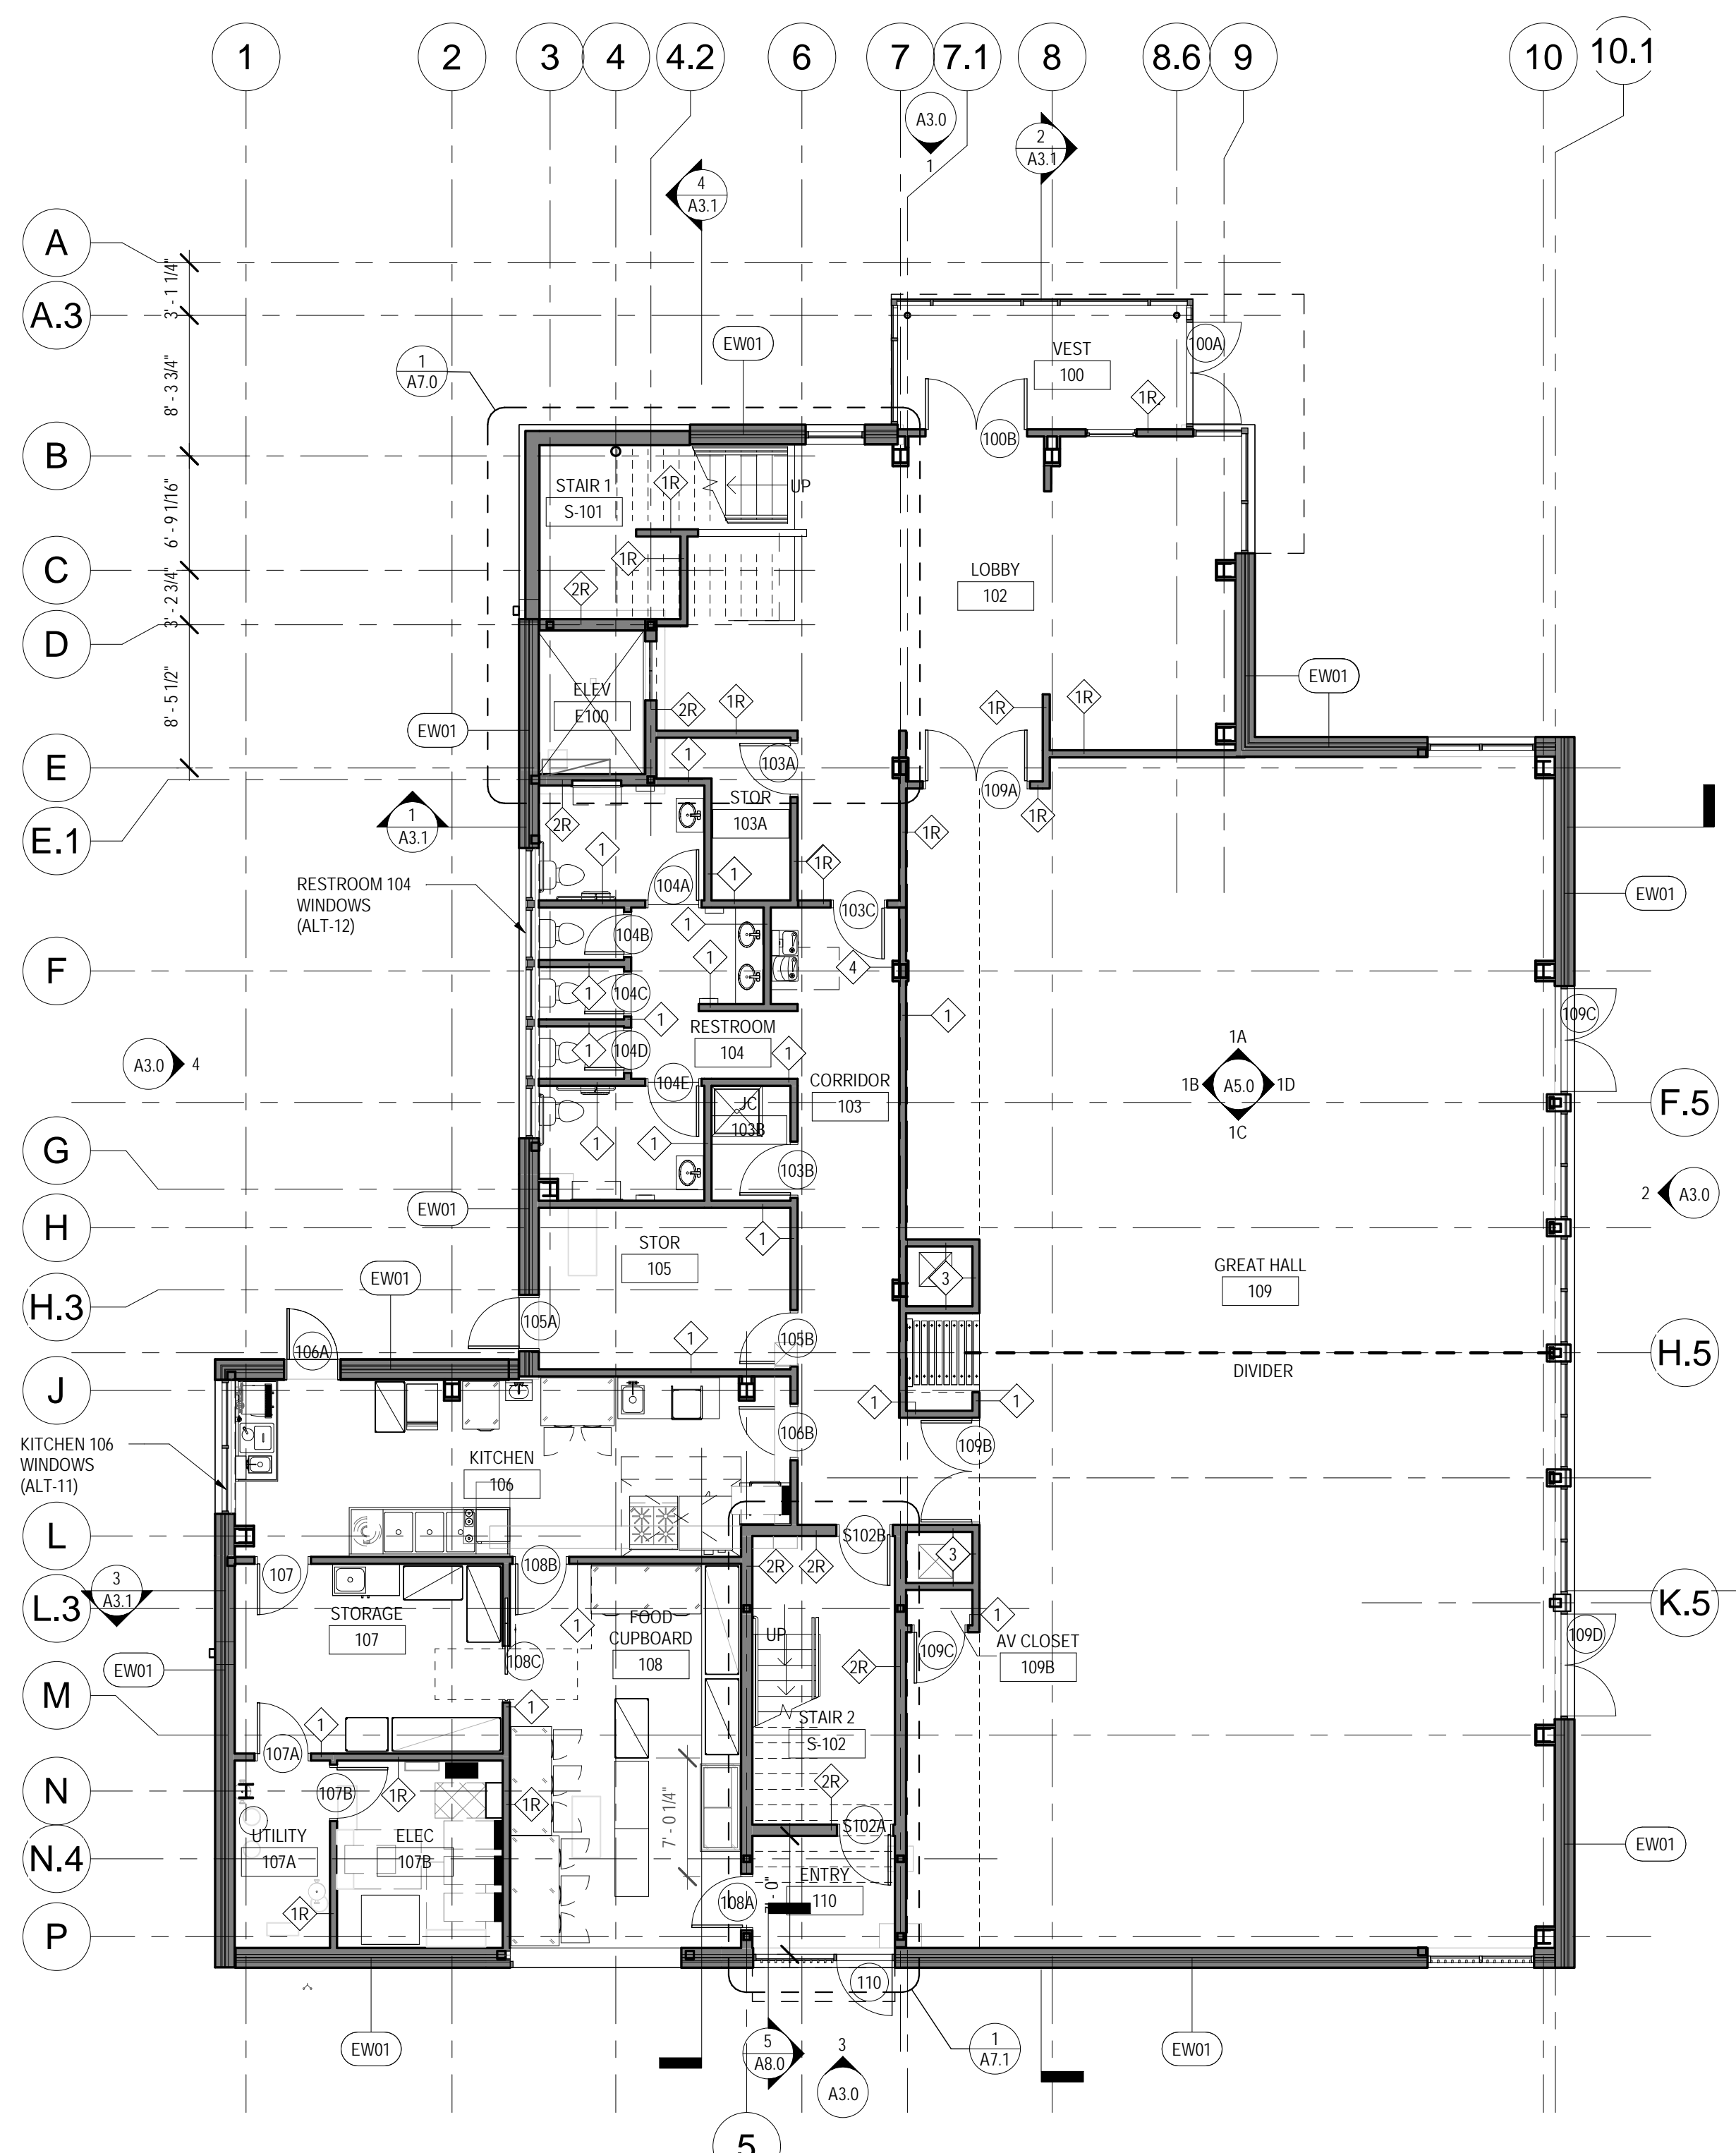 1
2
3
4
4.2
6
7
7.1
8
8.6
9
10
10.1
A3.0
1
2
A3.1
4
A3.1
A
3' - 1 1/4"
A.3
8' - 3 3/4"
B
6' - 9 1/16"
C
3' - 2 3/4"
D
8' - 5 1/2"
E
E.1
F
G
H
H.3
J
L
L.3
M
N
N.4
P
F.5
H.5
K.5
5
1
A7.0
EW01
VEST
100
100A
1R
100B
STAIR 1
S-101
1R
UP
1R
2R
LOBBY
102
EW01
ELEV
E100
2R
1R
1R
1R
EW01
1
103A
109A
1R
STOR
103A
1
A3.1
2R
1
1
1R
1R
RESTROOM 104
WINDOWS
(ALT-12)
104A
103C
EW01
104B
1
1
4
104C
1
1
1
RESTROOM
104
104D
1
1
104E
A3.0
4
CORRIDOR
103
1A
1B
A5.0
1D
1C
109C
JC
103B
1
1
103B
2
A3.0
EW01
1
STOR
105
EW01
3
GREAT HALL
109
105A
105B
1
106A
DIVIDER
1
1
106B
109B
KITCHEN 106
WINDOWS
(ALT-11)
KITCHEN
106
S102B
2R
2R
3
107
108B
3
A3.1
STORAGE
107
FOOD
CUPBOARD
108
1
1
UP
109C
AV CLOSET
109B
109D
108C
EW01
2R
1
1
STAIR 2
S-102
107A
107B
1R
1R
2R
7' - 0 1/4"
S102A
UTILITY
107A
ELEC
107B
EW01
ENTRY
110
1R
108A
110
EW01
5
A8.0
3
A3.0
1
A7.1
EW01